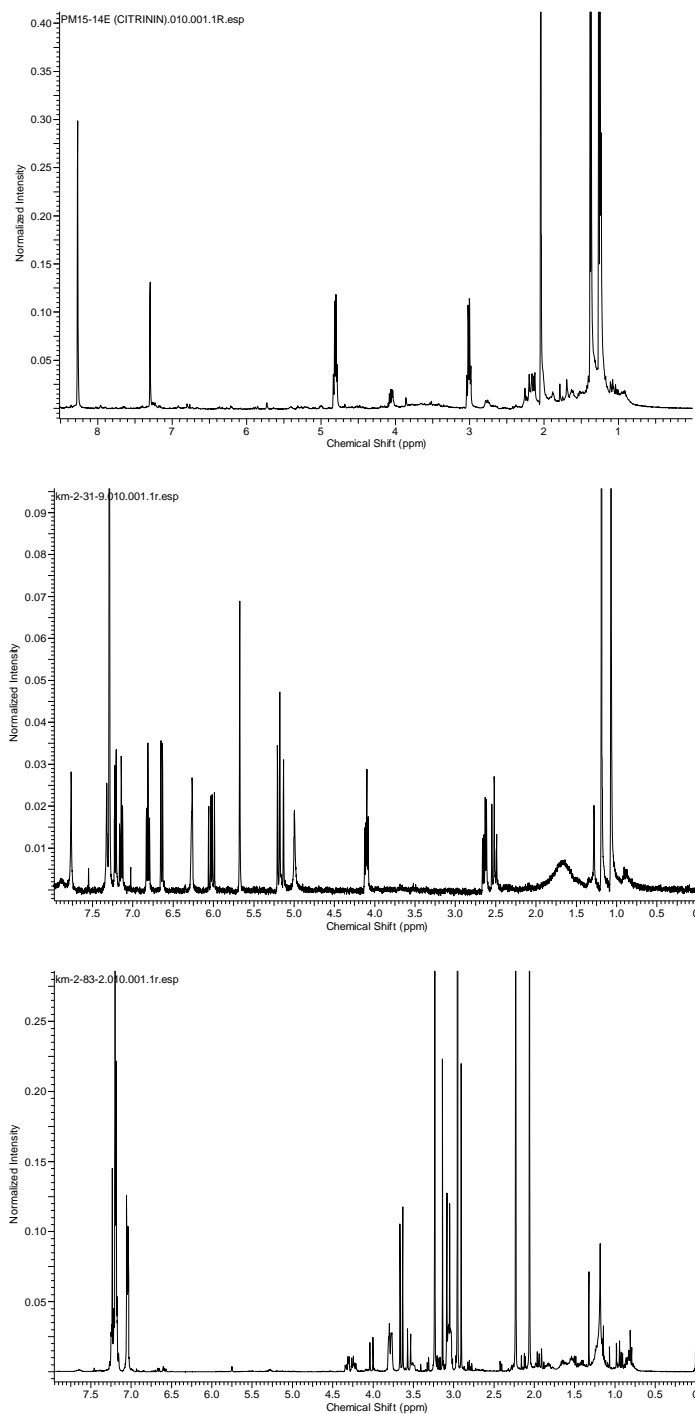 PM15-14E (CITRININ).010.001.1R.esp
0.40
0.35
0.30
0.25
0.20
0.15
0.10
0.05
Normalized Intensity
8 7 6 5 4 3 2 1
Chemical Shift (ppm)
km-2-31-9.010.001.1r.esp
0.09
0.08
0.07
0.06
0.05
0.04
0.03
0.02
0.01
Normalized Intensity
7.5 7.0 6.5 6.0 5.5 5.0 4.5 4.0 3.5 3.0 2.5 2.0 1.5 1.0 0.5 0
Chemical Shift (ppm)
km-2-83-2.010.001.1r.esp
0.25
0.20
0.15
0.10
0.05
Normalized Intensity
7.5 7.0 6.5 6.0 5.5 5.0 4.5 4.0 3.5 3.0 2.5 2.0 1.5 1.0 0.5 0
Chemical Shift (ppm)